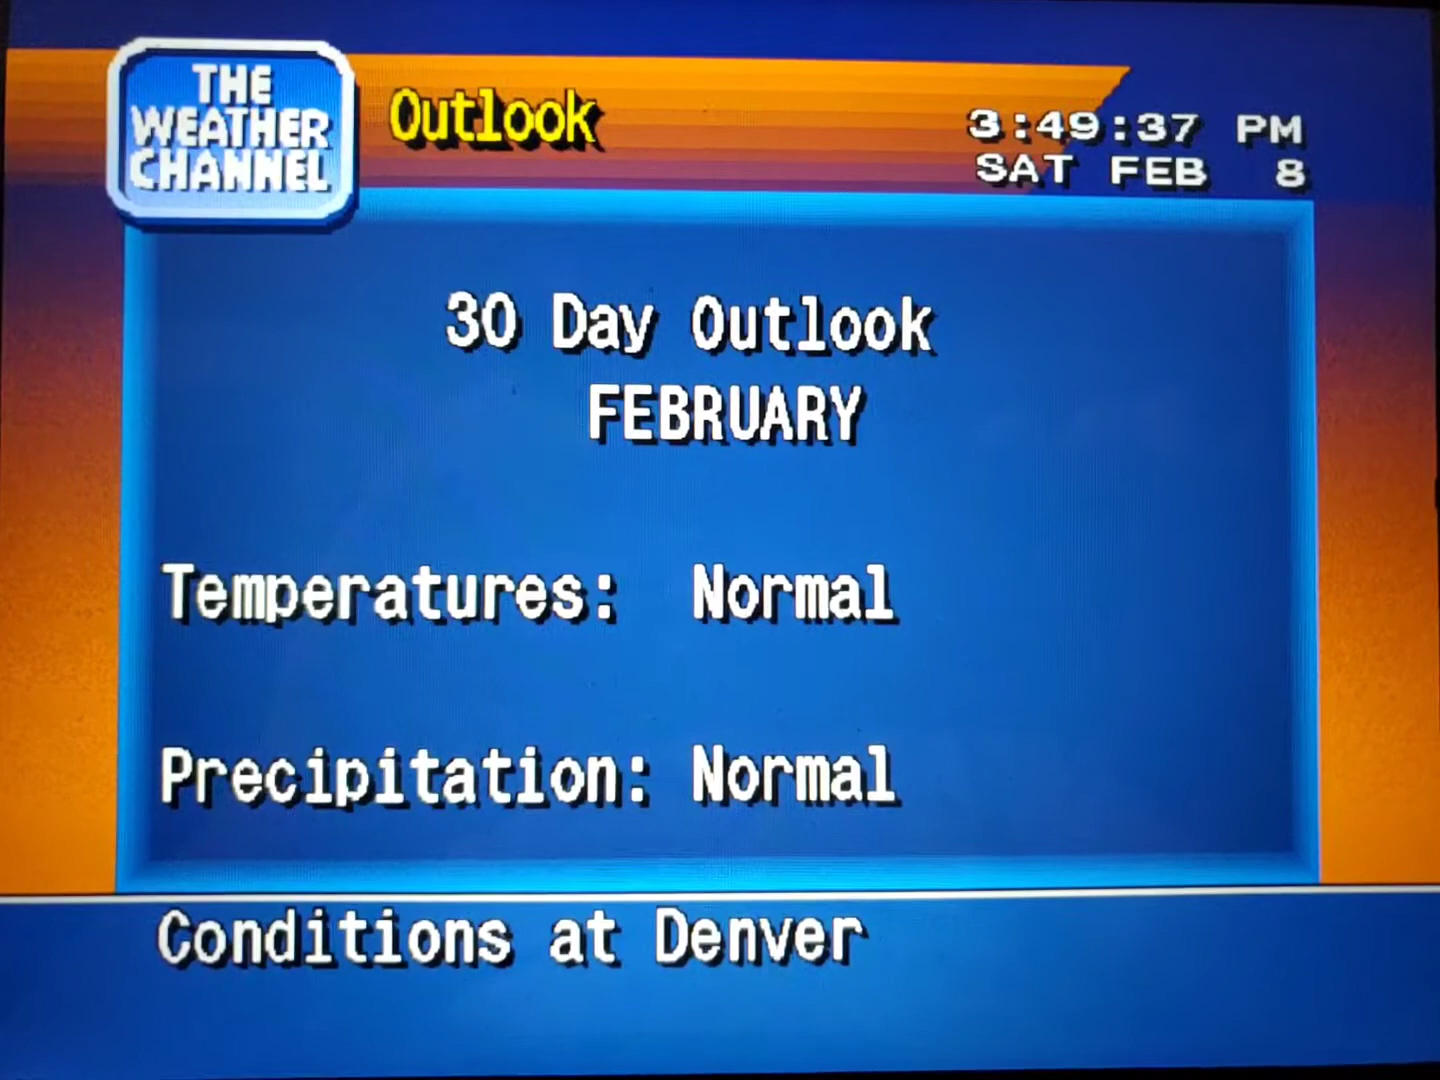 THE
WEATHER
CHANNEL
Outlook
3:49:37 PM
SAT FEB 8
30 Day Outlook
FEBRUARY
Temperatures: Normal
Precipitation: Normal
Conditions at Denver